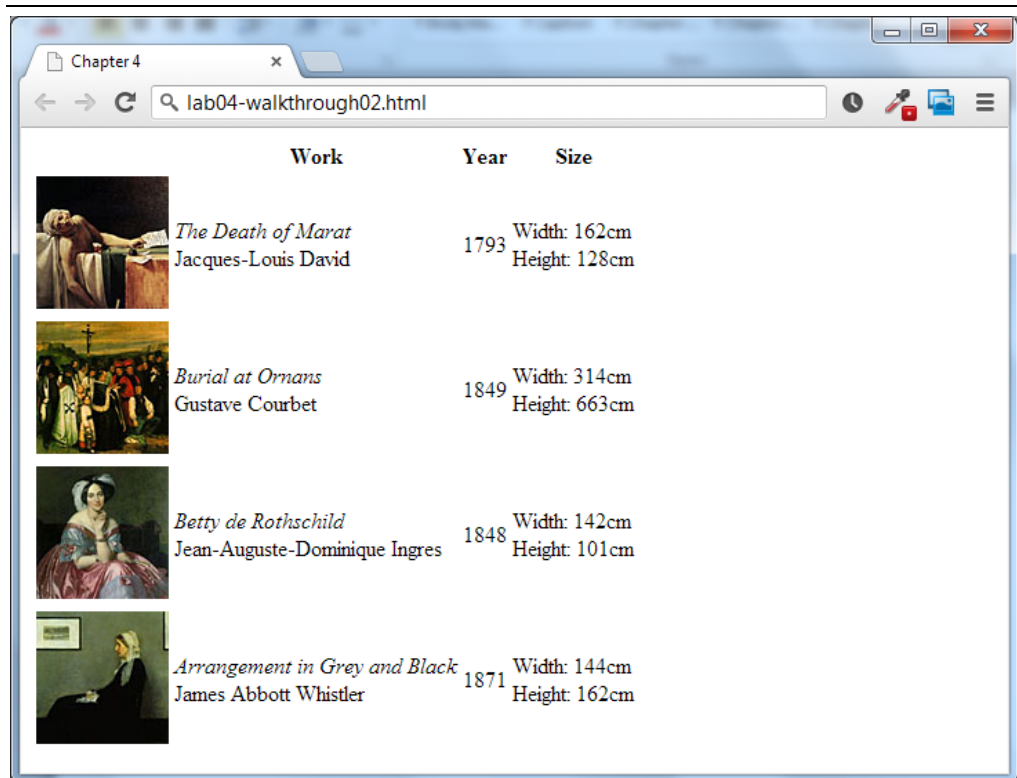 Chapter 4
lab04-walkthrough02.html
Work Year Size
The Death of Marat
Jacques-Louis David
1793
Width: 162cm
Height: 128cm
Burial at Ornans
Gustave Courbet
1849
Width: 314cm
Height: 663cm
Betty de Rothschild
Jean-Auguste-Dominique Ingres
1848
Width: 142cm
Height: 101cm
Arrangement in Grey and Black
James Abbott Whistler
1871
Width: 144cm
Height: 162cm